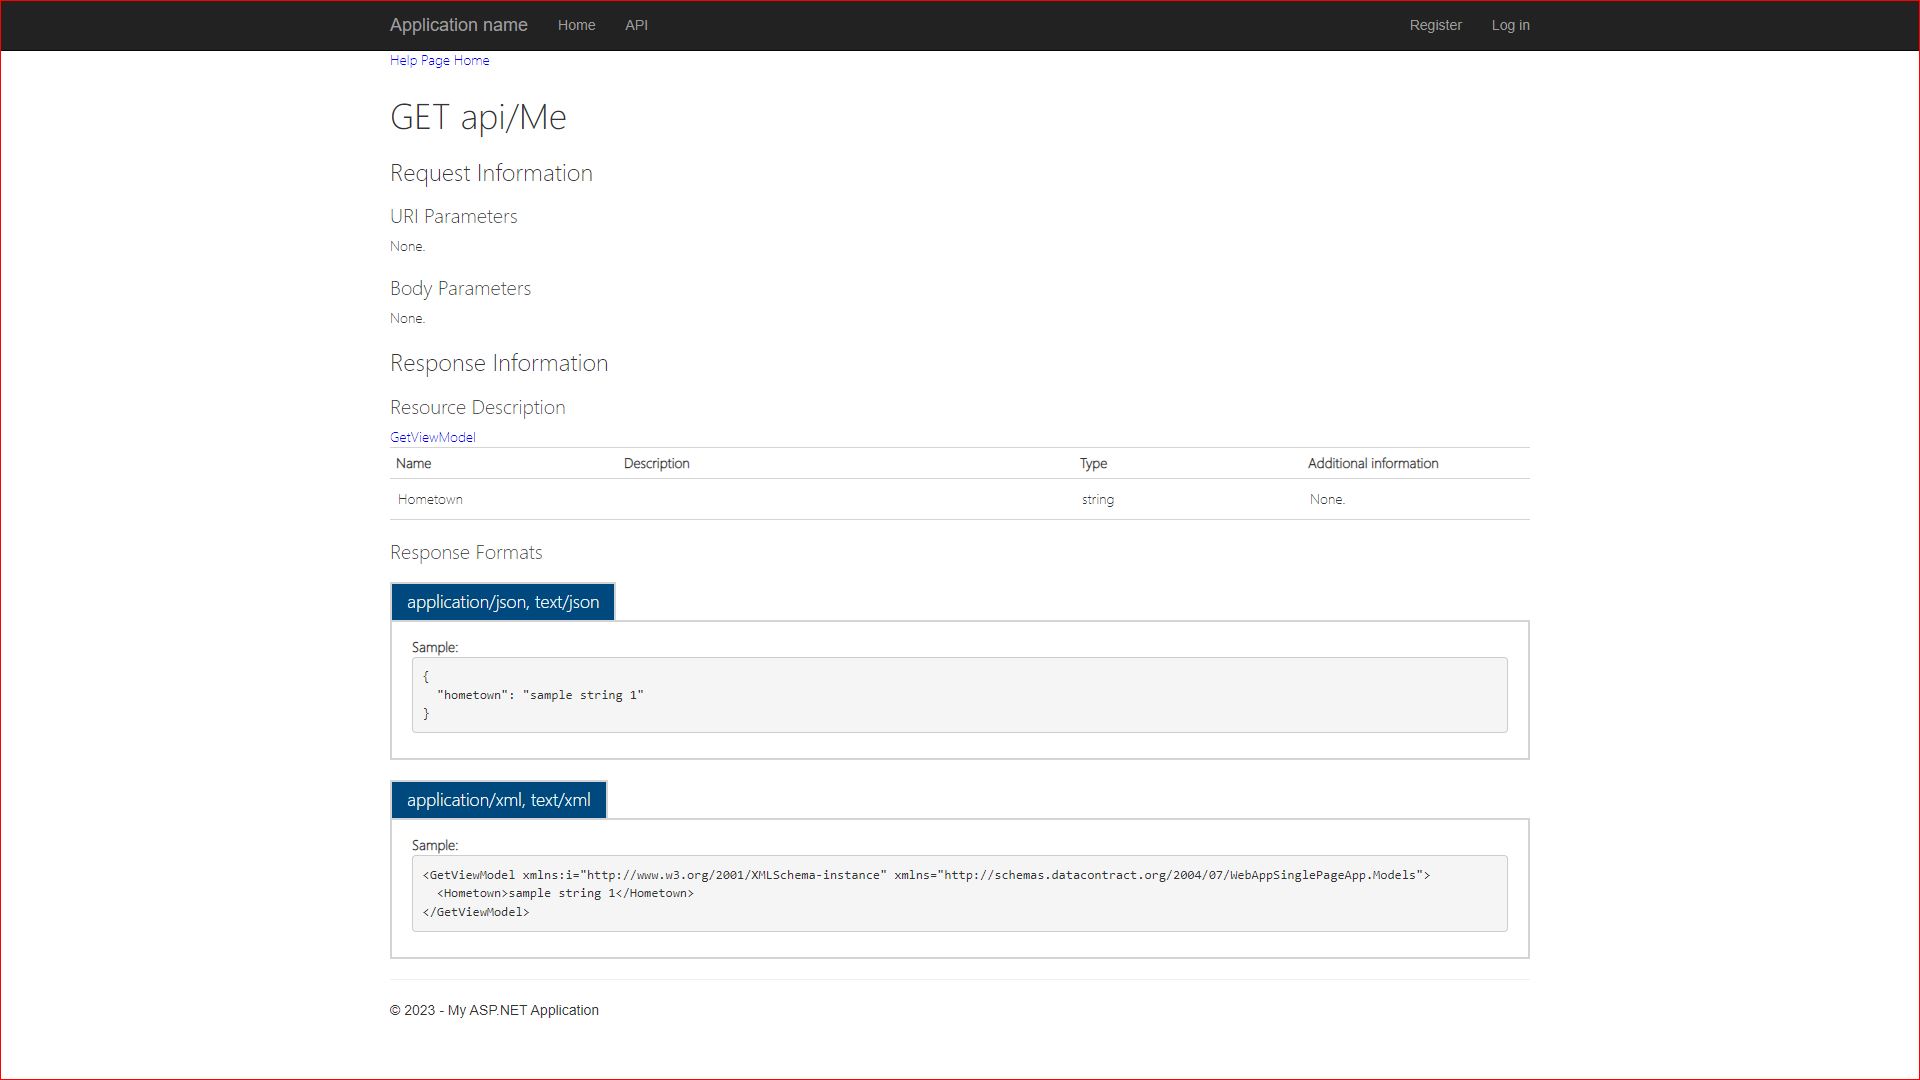 Application name Home API Register Log in
Help Page Home
GET api/Me
Request Information
URI Parameters
None.
Body Parameters
None.
Response Information
Resource Description
GetViewModel
Name Description Type Additional information
Hometown string None.
Response Formats
application/json, text/json
Sample:
{
  "hometown": "sample string 1"
}
application/xml, text/xml
Sample:
<GetViewModel xmlns:i="http://www.w3.org/2001/XMLSchema-instance" xmlns="http://schemas.datacontract.org/2004/07/WebAppSinglePageApp.Models">
  <Hometown>sample string 1</Hometown>
</GetViewModel>
© 2023 - My ASP.NET Application